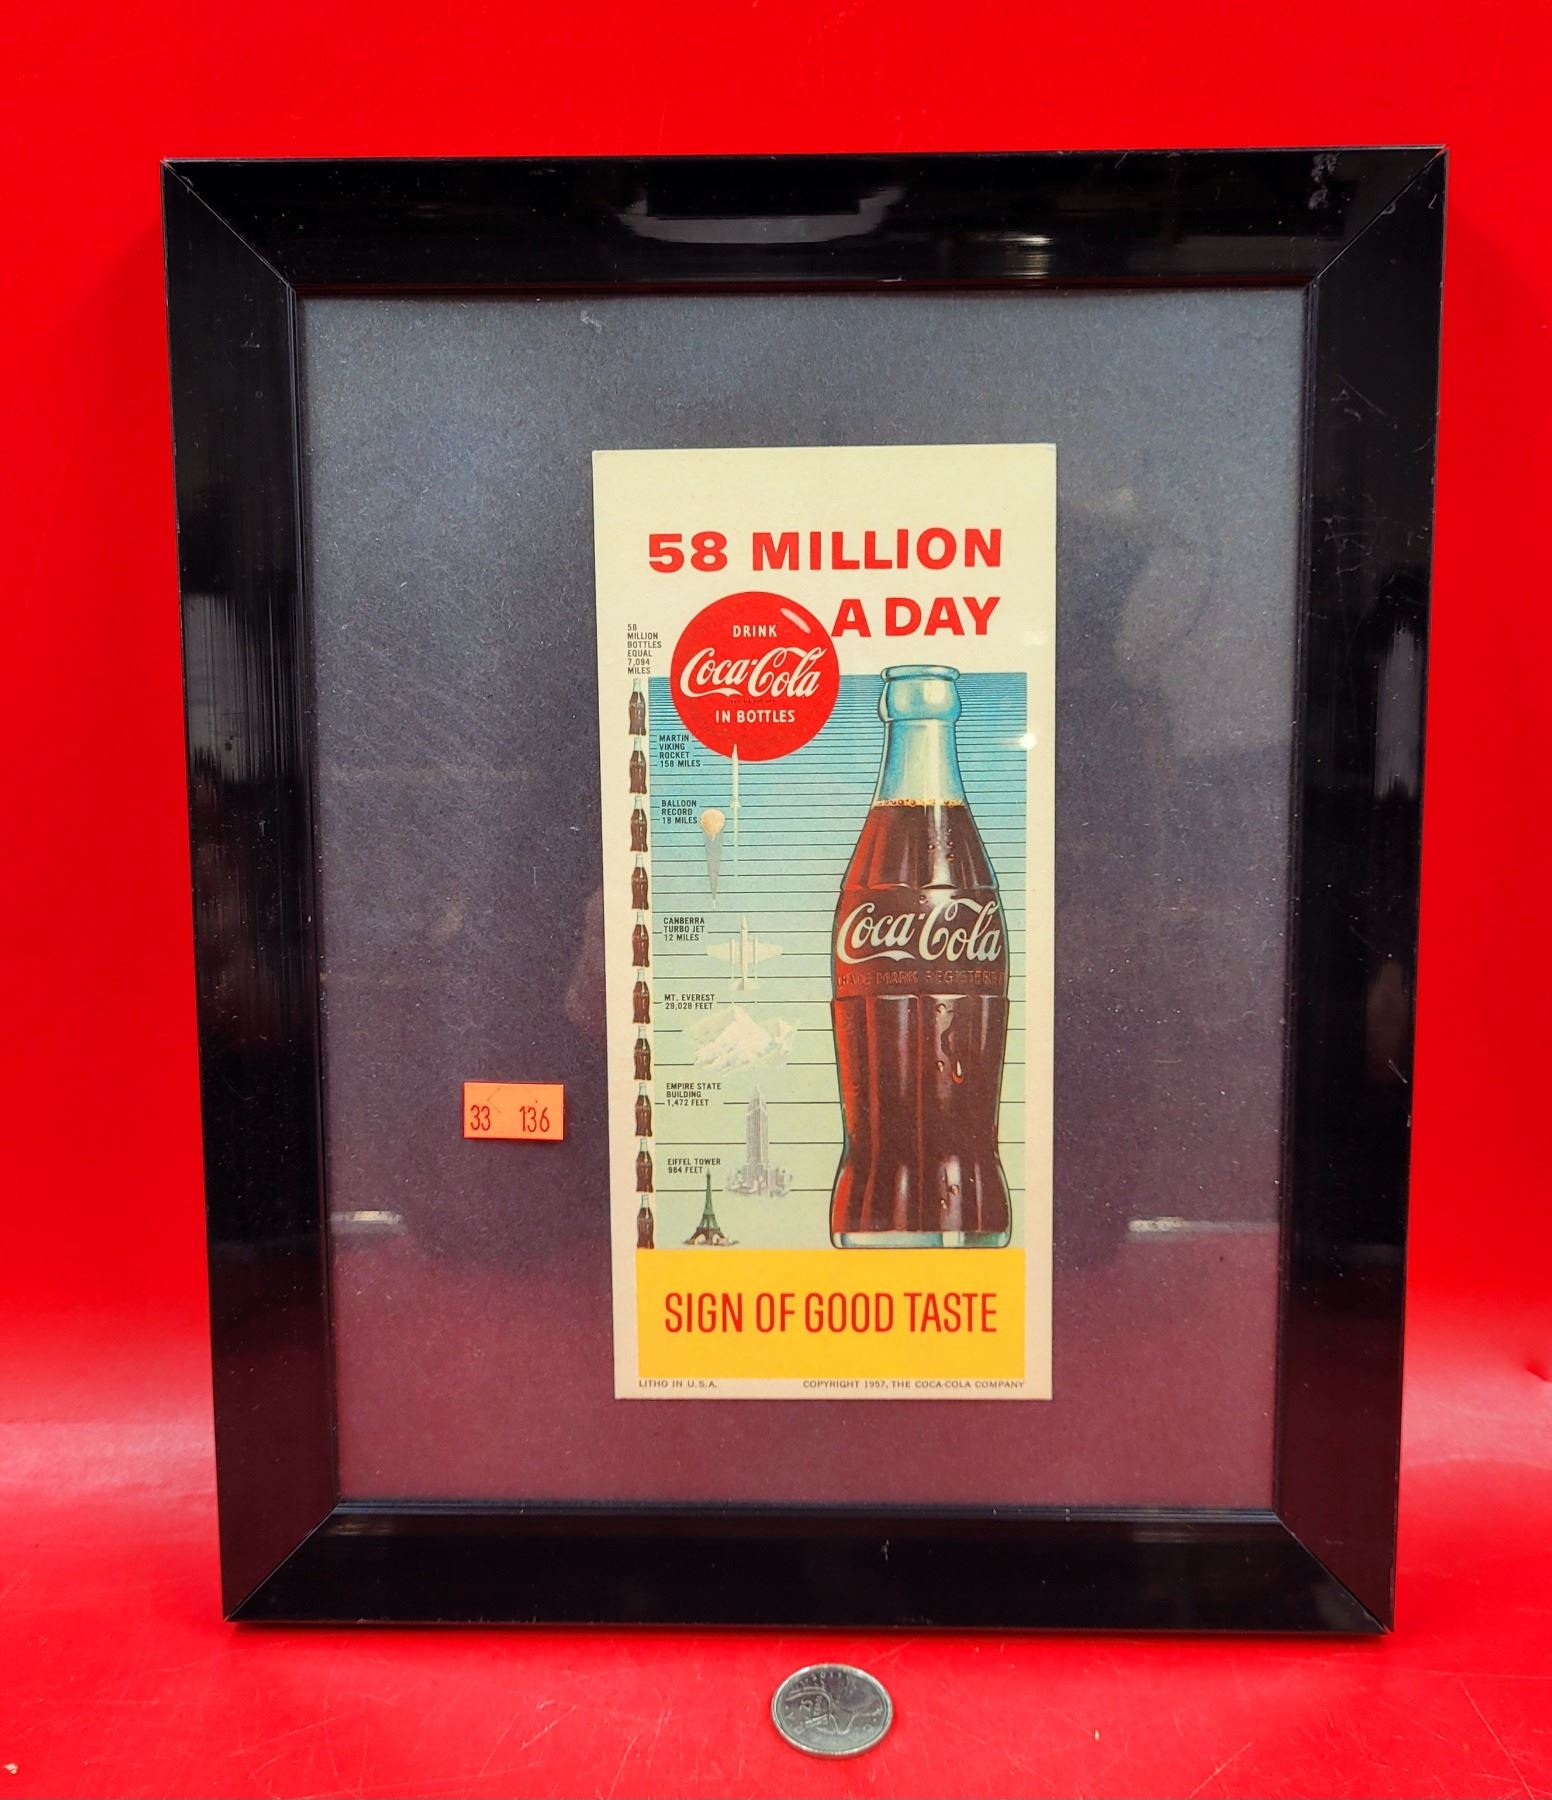 58 MILLION
A DAY
58
MILLION
BOTTLES
EQUAL
7,094
MILES
DRINK
Coca-Cola
IN BOTTLES
MARTIN
VIKING
ROCKET
158 MILES
BALLOON
RECORD
18 MILES
CANBERRA
TURBO JET
12 MILES
MT. EVEREST
29,028 FEET
EMPIRE STATE
BUILDING
1,472 FEET
EIFFEL TOWER
984 FEET
Coca-Cola
TRADE MARK REGISTERED
33 136
SIGN OF GOOD TASTE
LITHO IN U.S.A.
COPYRIGHT 1957, THE COCA-COLA COMPANY